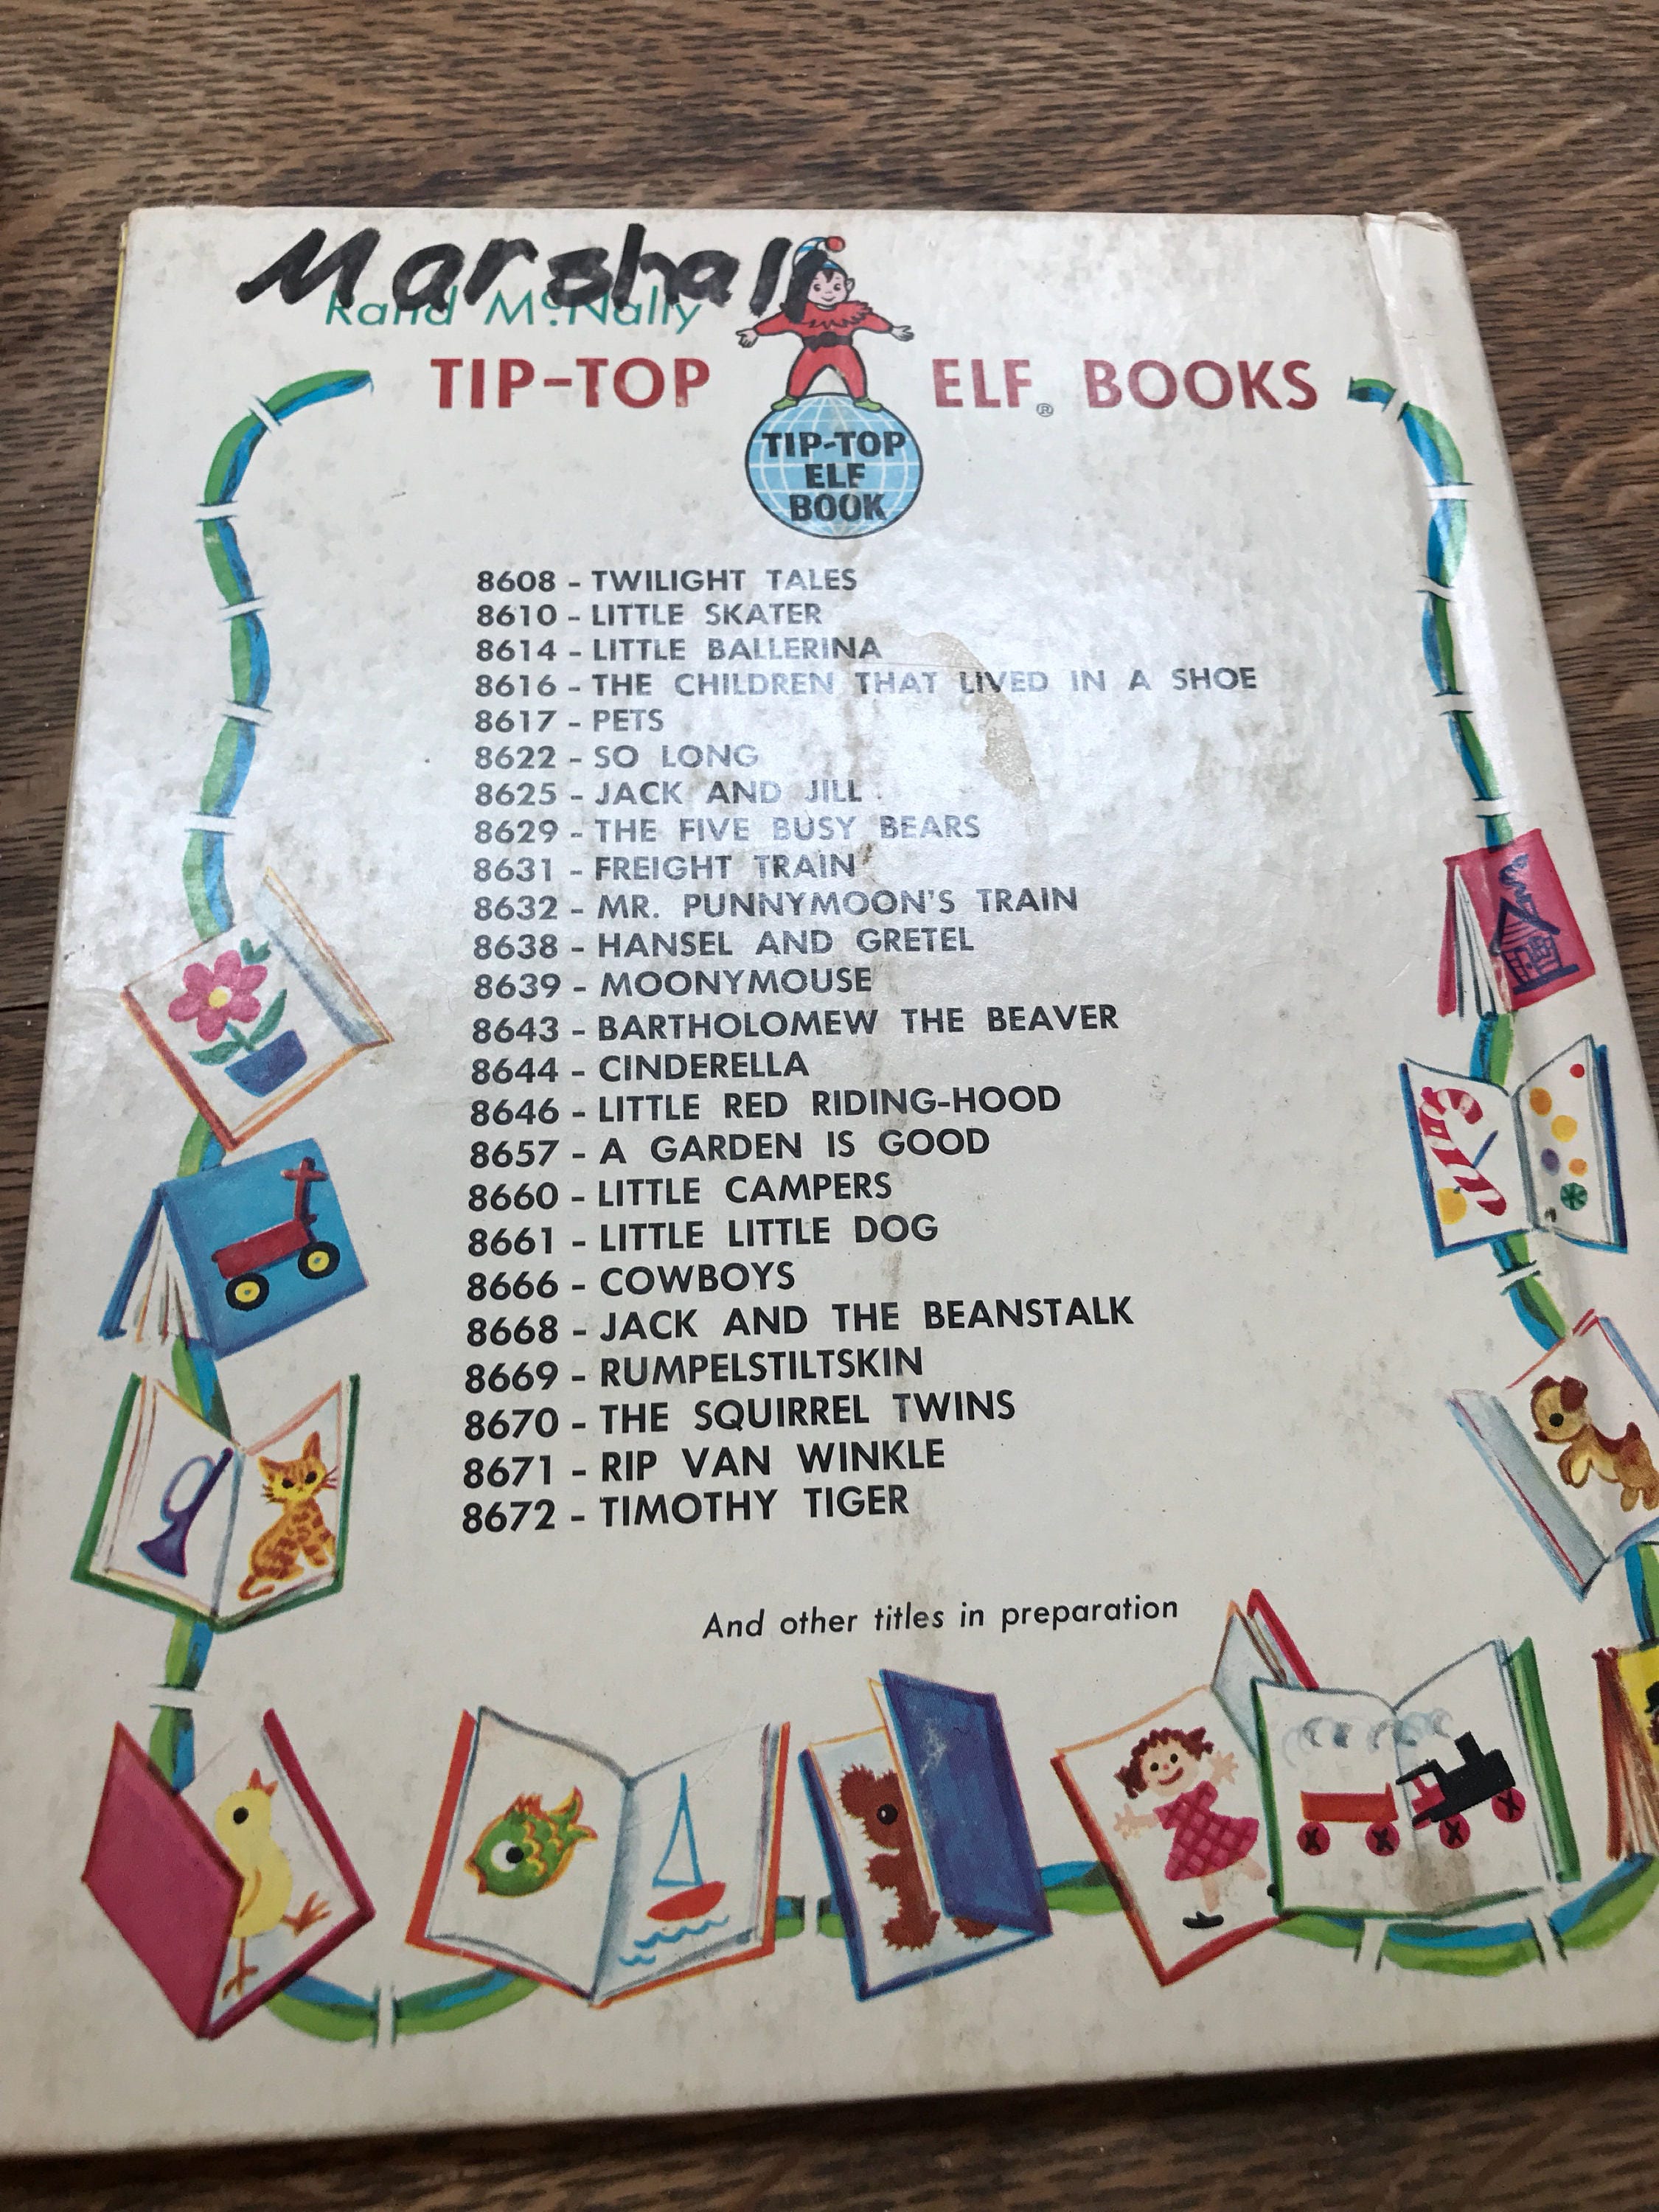 Marshall
Rand McNally
TIP-TOP ELF® BOOKS
TIP-TOP
ELF
BOOK
8608 - TWILIGHT TALES
8610 - LITTLE SKATER
8614 - LITTLE BALLERINA
8616 - THE CHILDREN THAT LIVED IN A SHOE
8617 - PETS
8622 - SO LONG
8625 - JACK AND JILL
8629 - THE FIVE BUSY BEARS
8631 - FREIGHT TRAIN
8632 - MR. PUNNYMOON'S TRAIN
8638 - HANSEL AND GRETEL
8639 - MOONYMOUSE
8643 - BARTHOLOMEW THE BEAVER
8644 - CINDERELLA
8646 - LITTLE RED RIDING-HOOD
8657 - A GARDEN IS GOOD
8660 - LITTLE CAMPERS
8661 - LITTLE LITTLE DOG
8666 - COWBOYS
8668 - JACK AND THE BEANSTALK
8669 - RUMPELSTILTSKIN
8670 - THE SQUIRREL TWINS
8671 - RIP VAN WINKLE
8672 - TIMOTHY TIGER
And other titles in preparation